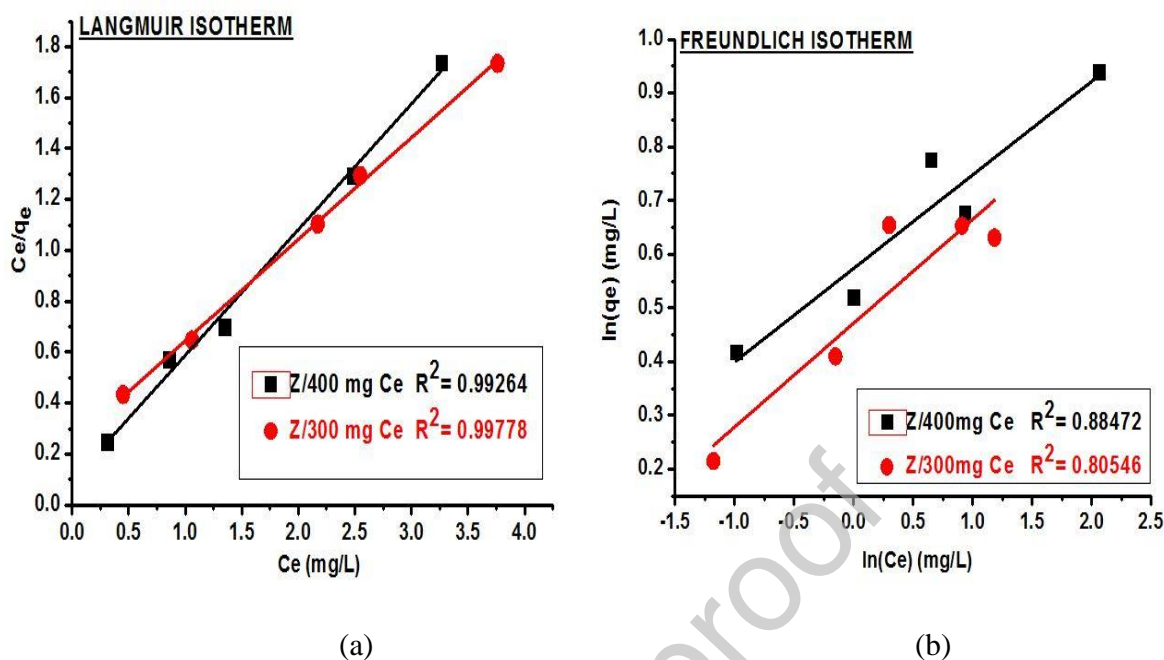 LANGMUIR ISOTHERM
1.8
1.6
1.4
1.2
1.0
0.8
0.6
0.4
0.2
0.0
Ce/qe
Z/400 mg Ce R2= 0.99264
Z/300 mg Ce R2= 0.99778
0.0 0.5 1.0 1.5 2.0 2.5 3.0 3.5 4.0
Ce (mg/L)
(a)
FREUNDLICH ISOTHERM
1.0
0.9
0.8
0.7
0.6
0.5
0.4
0.3
0.2
ln(qe) (mg/L)
Z/400mg Ce R2= 0.88472
Z/300mg Ce R2= 0.80546
-1.5 -1.0 -0.5 0.0 0.5 1.0 1.5 2.0 2.5
ln(Ce) (mg/L)
(b)
proof